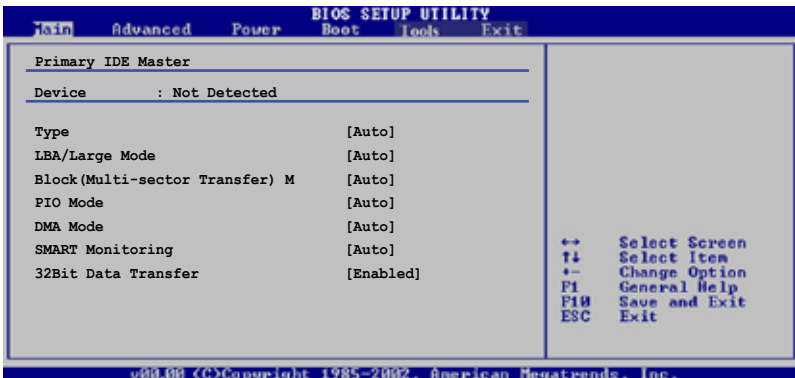 BIOS SETUP UTILITY
Main Advanced Power Boot Tools Exit
Primary IDE Master
Device : Not Detected
Type [Auto]
LBA/Large Mode [Auto]
Block(Multi-sector Transfer) M [Auto]
PIO Mode [Auto]
DMA Mode [Auto]
SMART Monitoring [Auto]
32Bit Data Transfer [Enabled]
←→ Select Screen
↑↓ Select Item
+- Change Option
F1 General Help
F10 Save and Exit
ESC Exit
v00.00 (C)Copyright 1985-2002, American Megatrends, Inc.